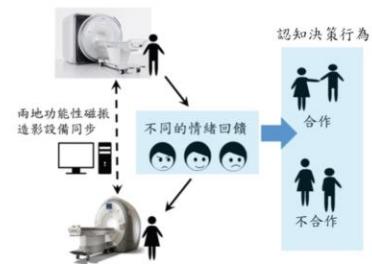 認知決策行為
兩地功能性磁振
造影設備同步
不同的情緒回饋
合作
不合作